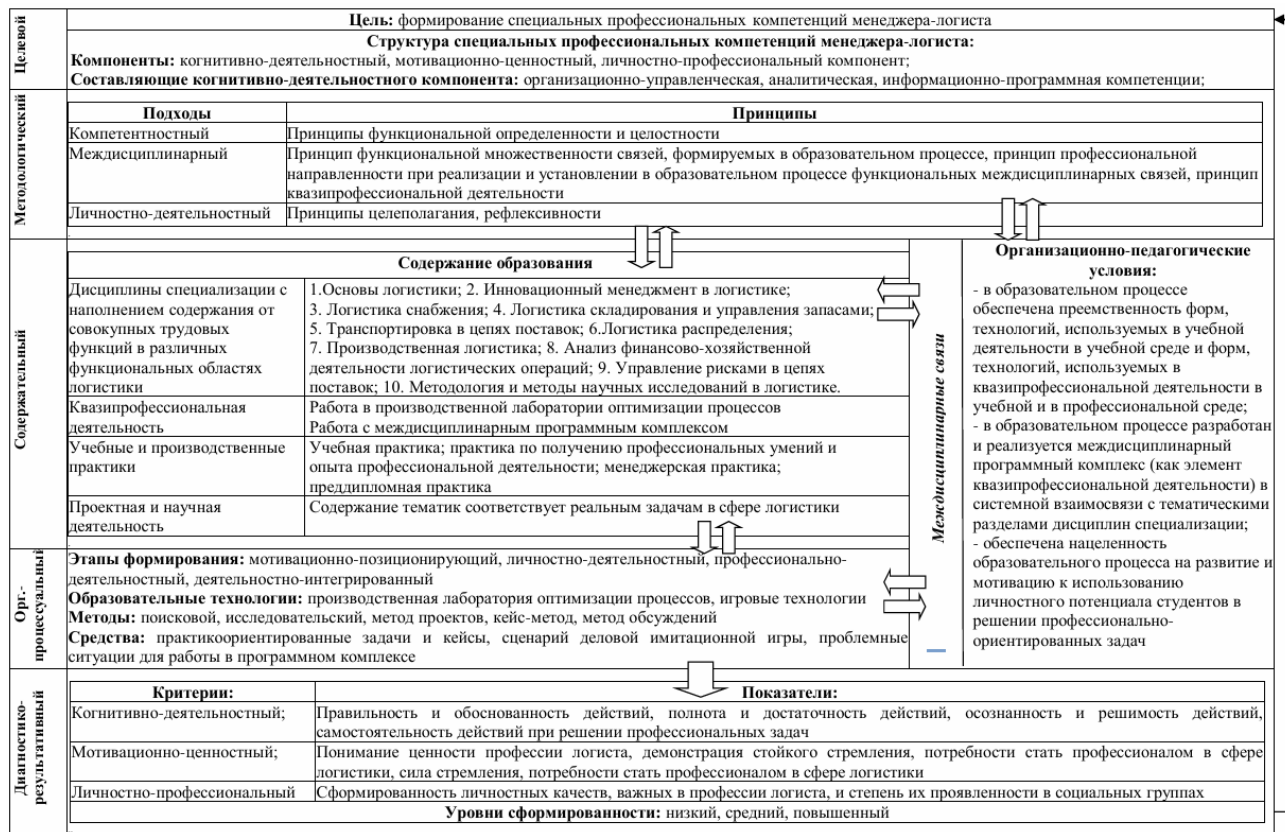 Целевой
Цель: формирование специальных профессиональных компетенций менеджера-логиста
Структура специальных профессиональных компетенций менеджера-логиста:
Компоненты: когнитивно-деятельностный, мотивационно-ценностный, личностно-профессиональный компонент;
Составляющие когнитивно-деятельностного компонента: организационно-управленческая, аналитическая, информационно-программная компетенции;
Методологический
Подходы
Принципы
Компетентностный
Принципы функциональной определенности и целостности
Междисциплинарный
Принцип функциональной множественности связей, формируемых в образовательном процессе, принцип профессиональной
направленности при реализации и установлении в образовательном процессе функциональных междисциплинарных связей, принцип
квазипрофессиональной деятельности
Личностно-деятельностный
Принципы целеполагания, рефлексивности
Содержательный
Содержание образования
Дисциплины специализации с
наполнением содержания от
совокупных трудовых
функций в различных
функциональных областях
логистики
1.Основы логистики; 2. Инновационный менеджмент в логистике;
3. Логистика снабжения; 4. Логистика складирования и управления запасами;
5. Транспортировка в цепях поставок; 6.Логистика распределения;
7. Производственная логистика; 8. Анализ финансово-хозяйственной
деятельности логистических операций; 9. Управление рисками в цепях
поставок; 10. Методология и методы научных исследований в логистике.
Квазипрофессиональная
деятельность
Работа в производственной лаборатории оптимизации процессов
Работа с междисциплинарным программным комплексом
Учебные и производственные
практики
Учебная практика; практика по получению профессиональных умений и
опыта профессиональной деятельности; менеджерская практика;
преддипломная практика
Проектная и научная
деятельность
Содержание тематик соответствует реальным задачам в сфере логистики
Междисциплинарные связи
Организационно-педагогические
условия:
- в образовательном процессе
обеспечена преемственность форм,
технологий, используемых в учебной
деятельности в учебной среде и форм,
технологий, используемых в
квазипрофессиональной деятельности в
учебной и в профессиональной среде;
- в образовательном процессе разработан
и реализуется междисциплинарный
программный комплекс (как элемент
квазипрофессиональной деятельности) в
системной взаимосвязи с тематическими
разделами дисциплин специализации;
- обеспечена нацеленность
образовательного процесса на развитие и
мотивацию к использованию
личностного потенциала студентов в
решении профессионально-
ориентированных задач
Орг.-
процессуальный
Этапы формирования: мотивационно-позиционирующий, личностно-деятельностный, профессионально-
деятельностный, деятельностно-интегрированный
Образовательные технологии: производственная лаборатория оптимизации процессов, игровые технологии
Методы: поисковой, исследовательский, метод проектов, кейс-метод, метод обсуждений
Средства: практикоориентированные задачи и кейсы, сценарий деловой имитационной игры, проблемные
ситуации для работы в программном комплексе
Диагностико-
результативный
Критерии:
Показатели:
Когнитивно-деятельностный;
Правильность и обоснованность действий, полнота и достаточность действий, осознанность и решимость действий,
самостоятельность действий при решении профессиональных задач
Мотивационно-ценностный;
Понимание ценности профессии логиста, демонстрация стойкого стремления, потребности стать профессионалом в сфере
логистики, сила стремления, потребности стать профессионалом в сфере логистики
Личностно-профессиональный
Сформированность личностных качеств, важных в профессии логиста, и степень их проявленности в социальных группах
Уровни сформированности: низкий, средний, повышенный